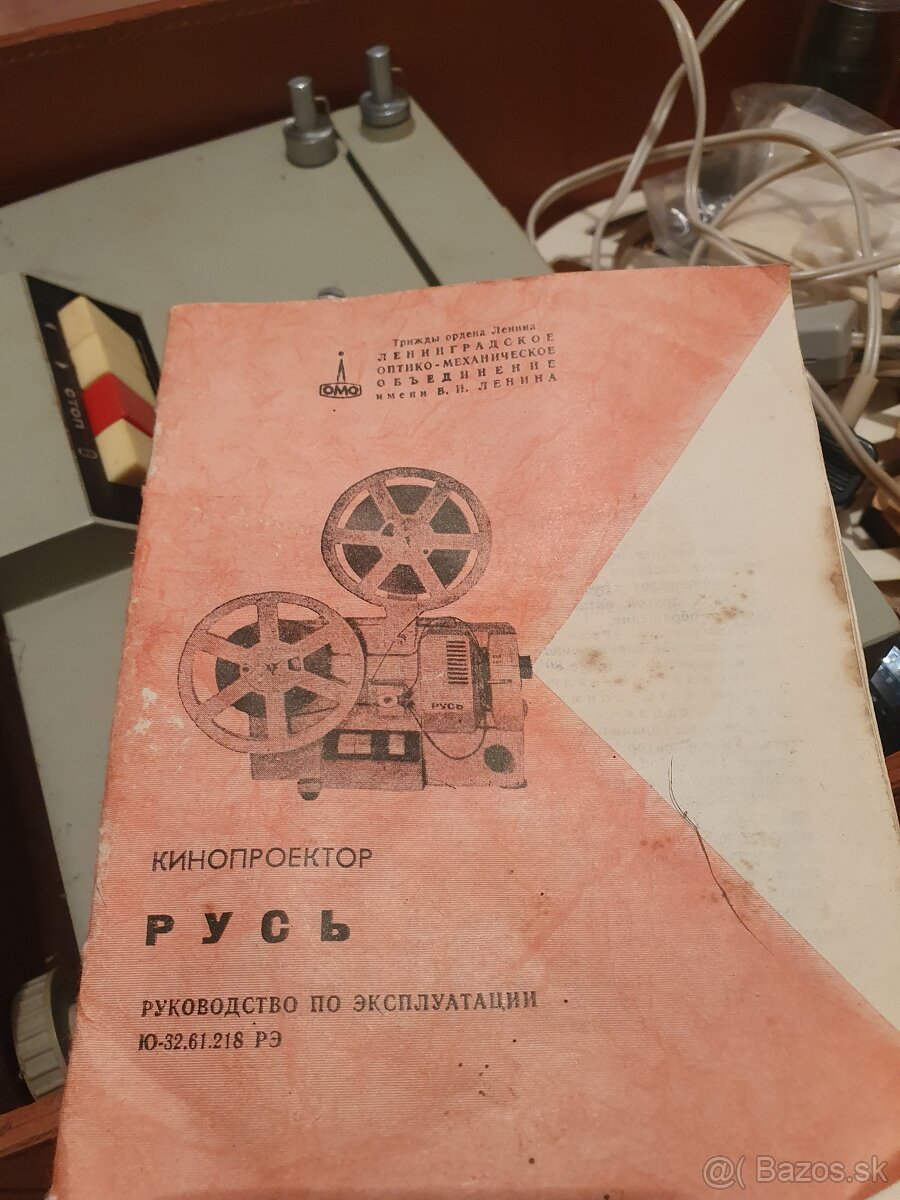 Трижды ордена Ленина
ЛЕНИНГРАДСКОЕ
ОПТИКО-МЕХАНИЧЕСКОЕ
ОБЪЕДИНЕНИЕ
имени В. И. ЛЕНИНА
ЛОМО
РУСЬ
КИНОПРОЕКТОР
РУСЬ
РУКОВОДСТВО ПО ЭКСПЛУАТАЦИИ
Ю-32.61.218 РЭ
СТОП
В
@( Bazos.sk